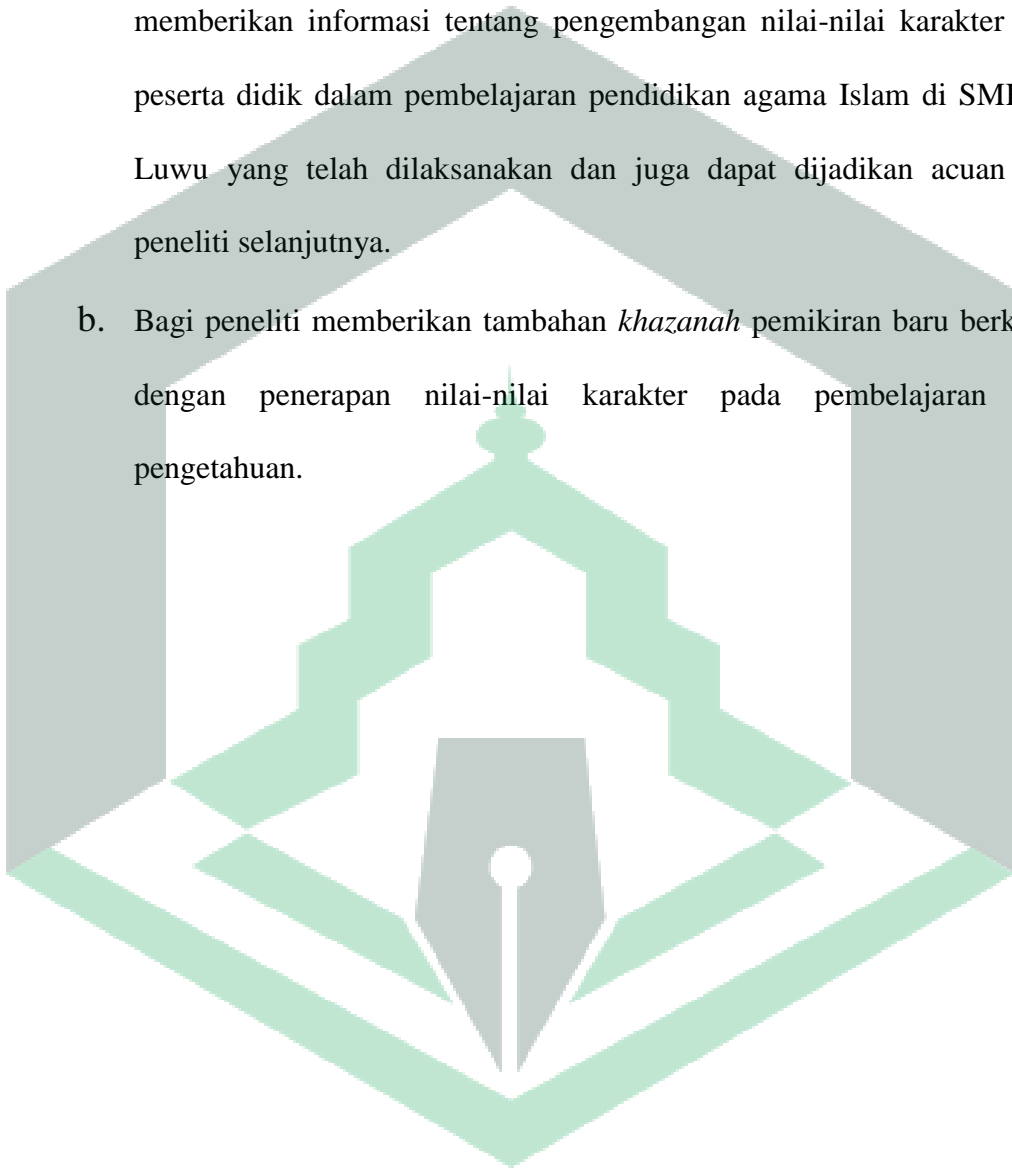 memberikan informasi tentang pengembangan nilai-nilai karakter
peserta didik dalam pembelajaran pendidikan agama Islam di
Luwu yang telah dilaksanakan dan juga dapat dijadikan acuan
peneliti selanjutnya.
b. Bagi peneliti memberikan tambahan khazanah pemikiran baru
dengan penerapan nilai-nilai karakter pada pembelajaran
pengetahuan.